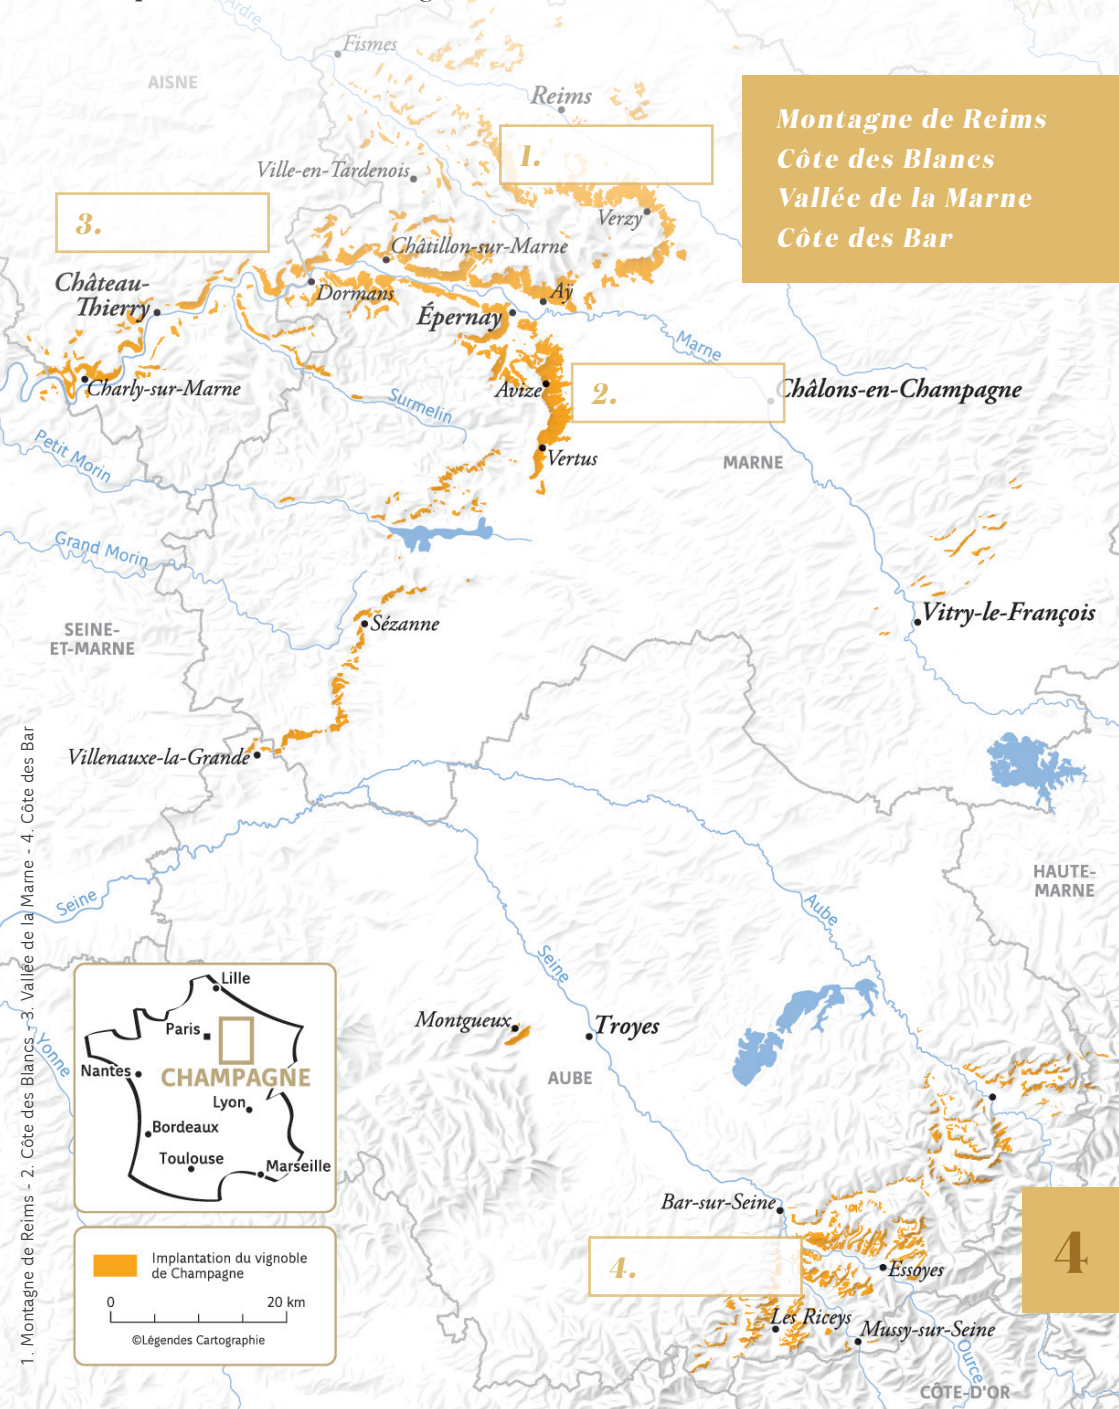 Ardre
Fismes
AISNE
Reims
Montagne de Reims
Côte des Blancs
Vallée de la Marne
Côte des Bar
1.
Ville-en-Tardenois
3.
Verzy
Châtillon-sur-Marne
Château-
Thierry
Dormans
Aÿ
Épernay
Marne
Charly-sur-Marne
Avize
2.
Châlons-en-Champagne
Surmelin
Petit Morin
Vertus
MARNE
Grand Morin
Sézanne
Vitry-le-François
SEINE-
ET-MARNE
Villenauxe-la-Grande
HAUTE-
MARNE
Seine
Aube
Seine
Montgueux
Troyes
AUBE
Yonne
Lille
Paris
Nantes
CHAMPAGNE
Lyon
Bordeaux
Toulouse
Marseille
Bar-sur-Seine
4.
Essoyes
4
Les Riceys
Mussy-sur-Seine
Ource
CÔTE-D'OR
Implantation du vignoble
de Champagne
0 20 km
©Légendes Cartographie
1. Montagne de Reims - 2. Côte des Blancs - 3. Vallée de la Marne - 4. Côte des Bar